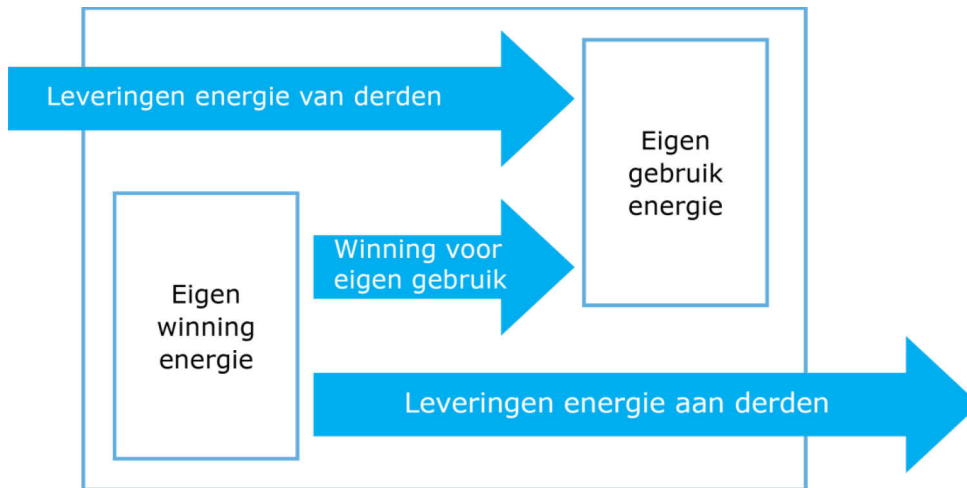 Leveringen energie van derden
Eigen
gebruik
energie
Winning voor
eigen gebruik
Eigen
winning
energie
Leveringen energie aan derden